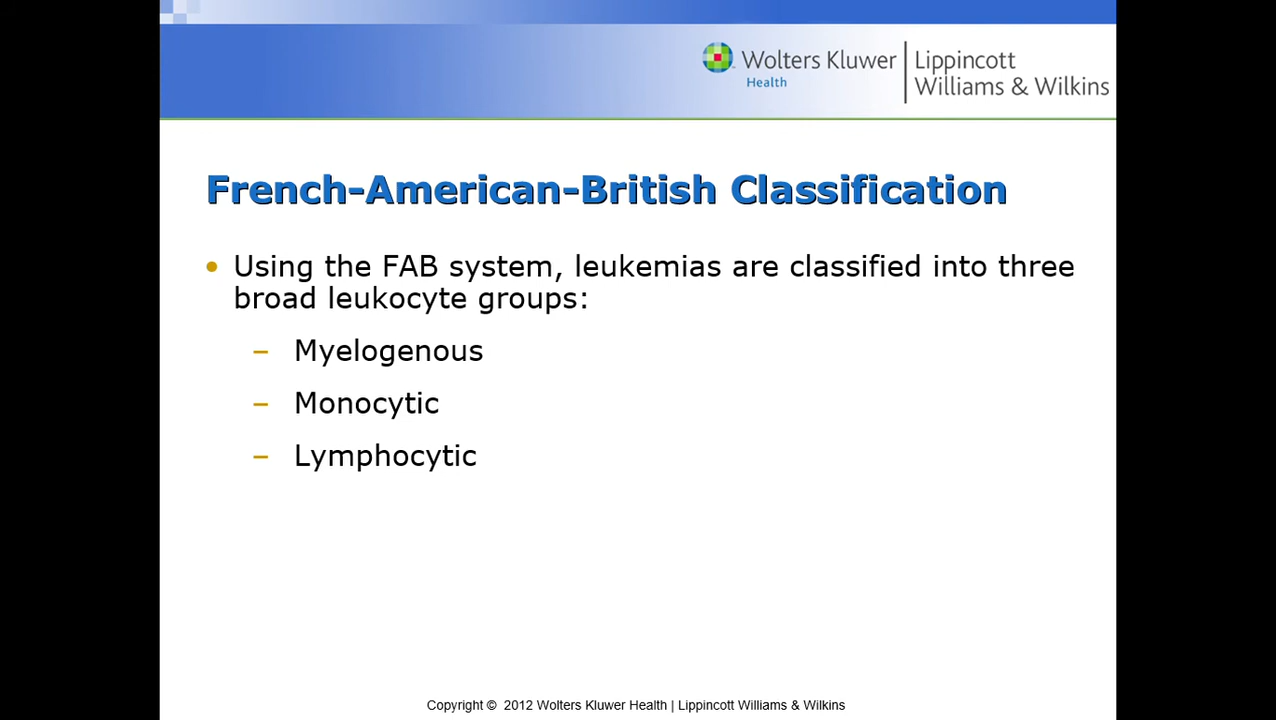 Wolters Kluwer
Health
Lippincott
Williams & Wilkins
French-American-British Classification
• Using the FAB system, leukemias are classified into three
broad leukocyte groups:
– Myelogenous
– Monocytic
– Lymphocytic
Copyright © 2012 Wolters Kluwer Health | Lippincott Williams & Wilkins